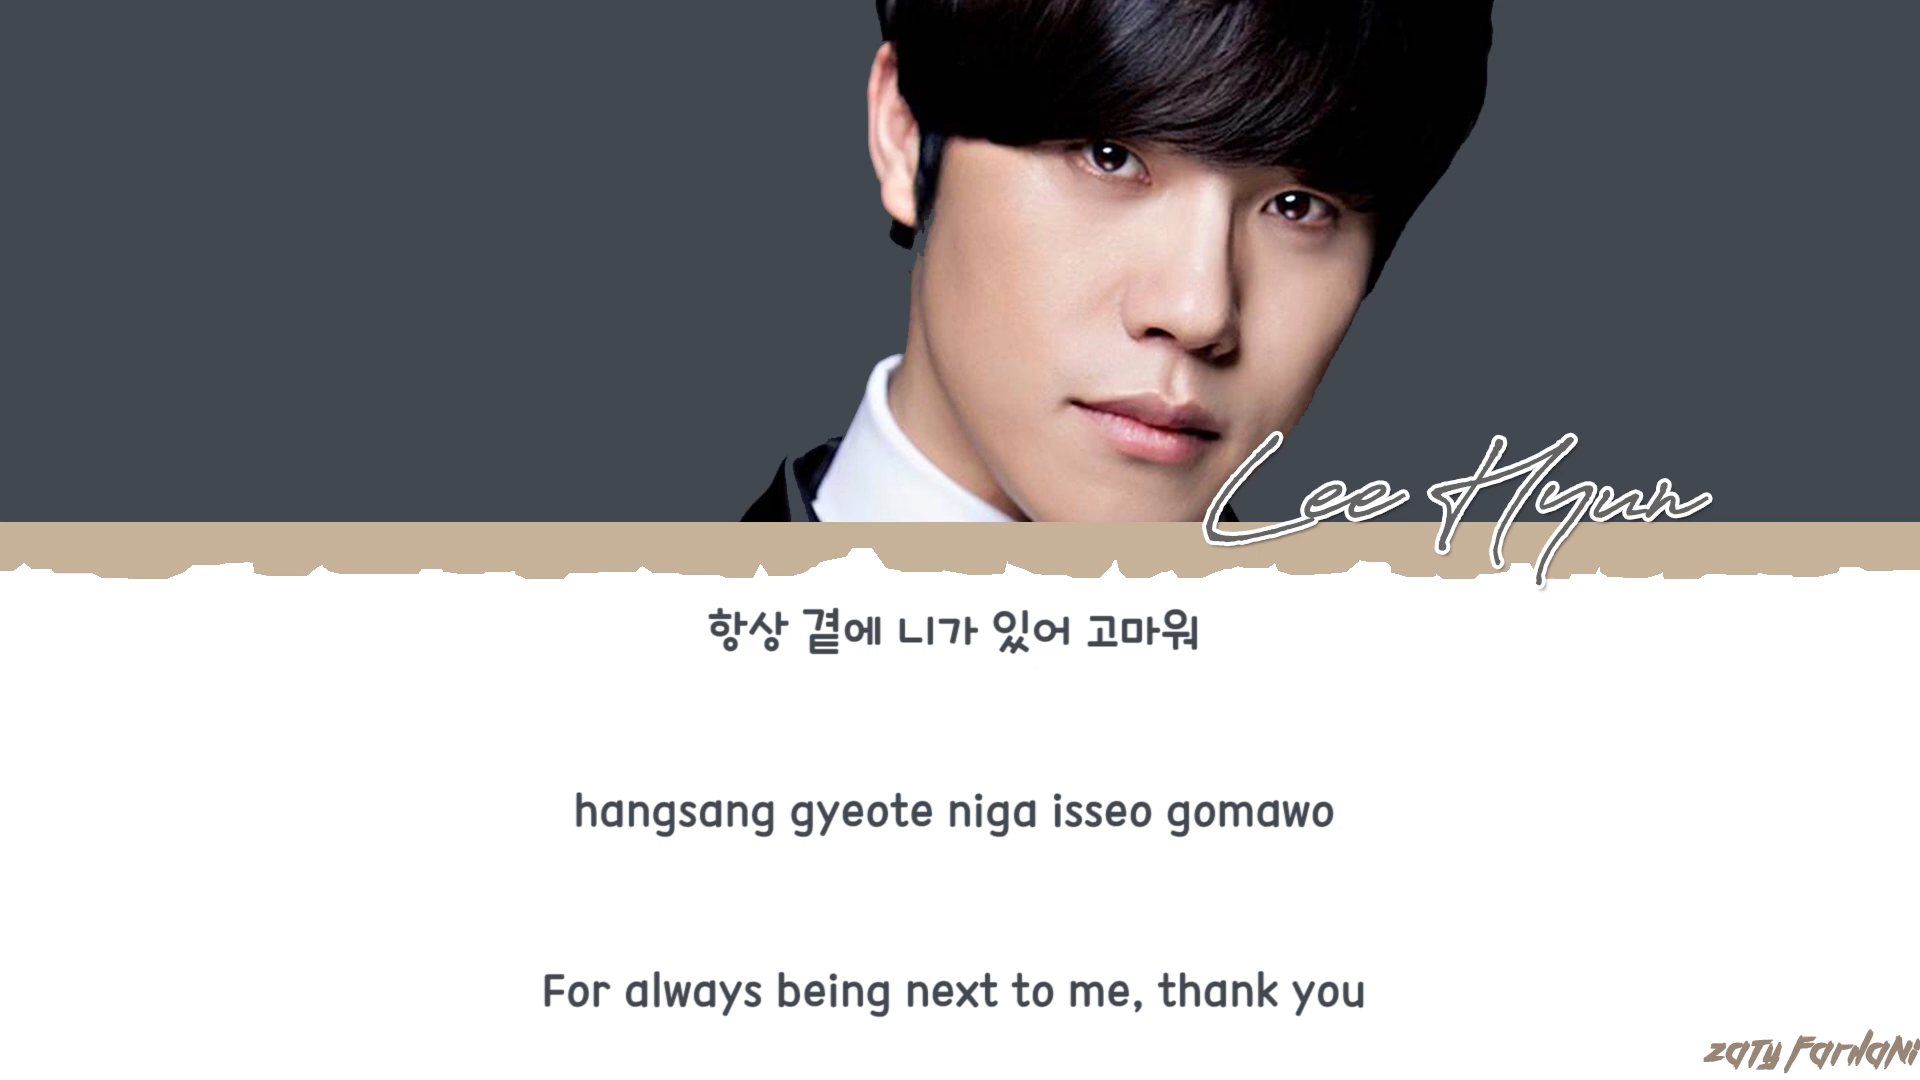 Lee Hyun
항상 곁에 니가 있어 고마워
hangsang gyeote niga isseo gomawo
For always being next to me, thank you
Zaty Farhani